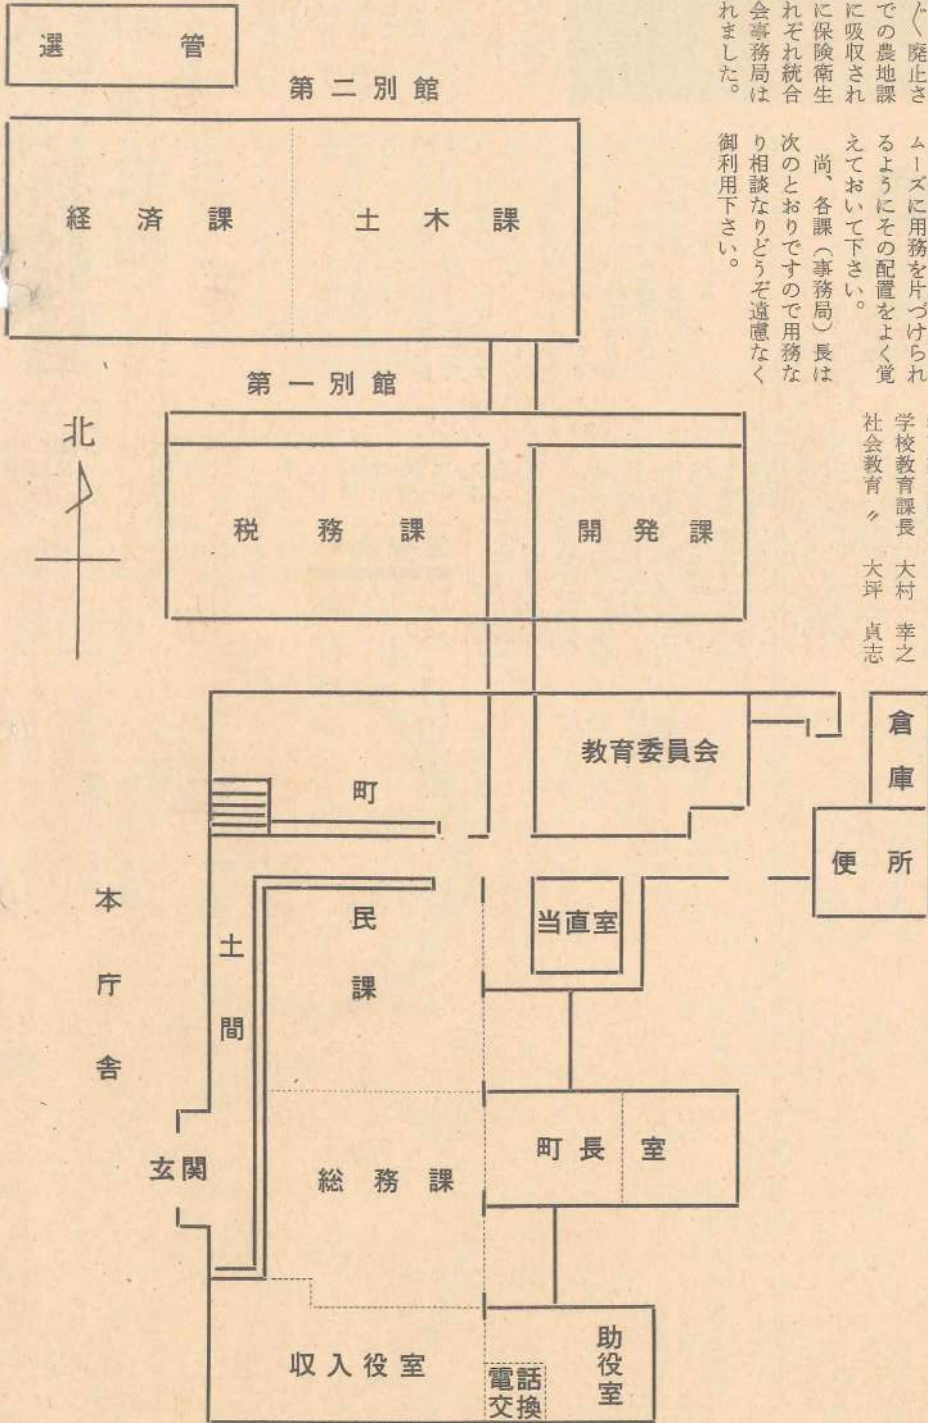 ぐ廃止さ
での農地課
に吸収され
に保険衛生
れぞれ統合
会事務局は
れました。
ムーズに用務を片づけられ
るようにその配置をよく覚
えておいて下さい。
尚、各課(事務局)長は
次のとおりですので用務な
り相談なりどうぞ遠慮なく
御利用下さい。
学校教育課長 大村 幸之
社会教育 〃 大坪 貞志
選管
第二別館
経済課
土木課
第一別館
北
税務課
開発課
教育委員会
倉庫
便所
町民課
当直室
土間
本庁舎
玄関
総務課
町長室
収入役室
電話
交換
助役室